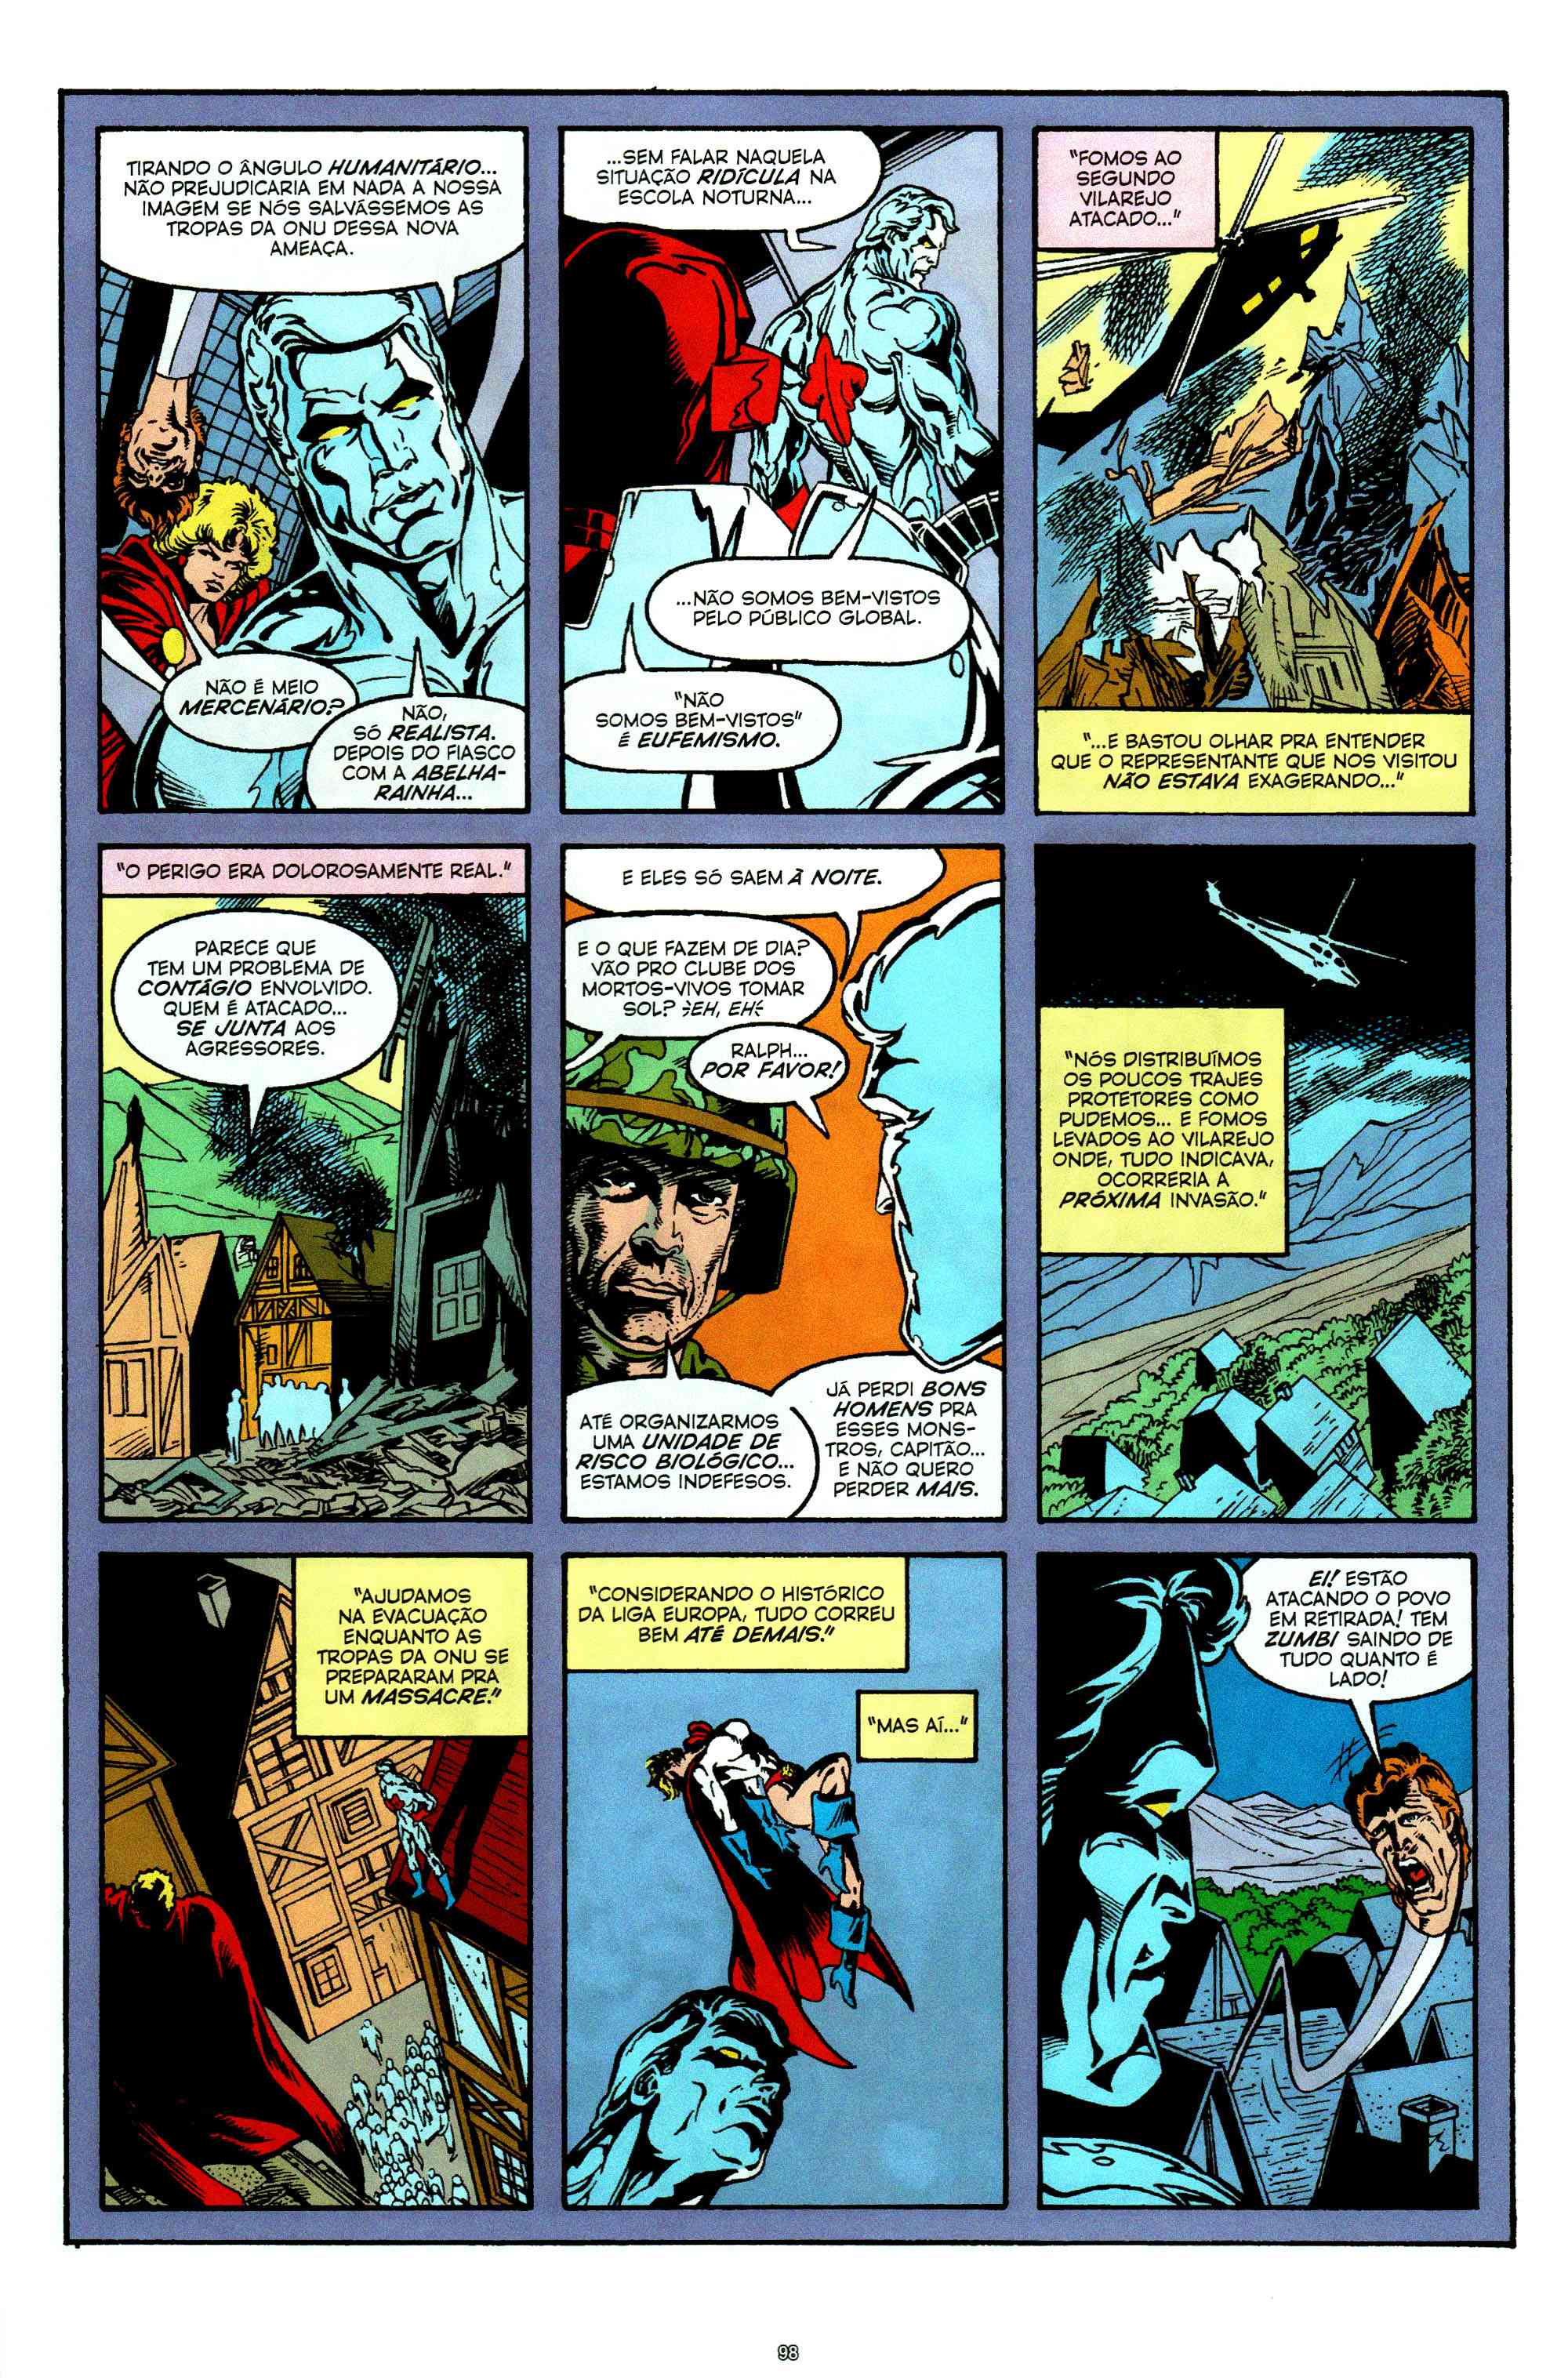 TIRANDO O ÂNGULO HUMANITÁRIO...
NÃO PREJUDICARIA EM NADA A NOSSA
IMAGEM SE NÓS SALVÁSSEMOS AS
TROPAS DA ONU DESSA NOVA
AMEAÇA.
NÃO É MEIO
MERCENÁRIO?
NÃO,
SÓ REALISTA.
DEPOIS DO FIASCO
COM A ABELHA-
RAINHA...
...SEM FALAR NAQUELA
SITUAÇÃO RIDÍCULA NA
ESCOLA NOTURNA...
...NÃO SOMOS BEM-VISTOS
PELO PÚBLICO GLOBAL.
"NÃO
SOMOS BEM-VISTOS"
É EUFEMISMO.
"FOMOS AO
SEGUNDO
VILAREJO
ATACADO..."
"...E BASTOU OLHAR PRA ENTENDER
QUE O REPRESENTANTE QUE NOS VISITOU
NÃO ESTAVA EXAGERANDO..."
"O PERIGO ERA DOLOROSAMENTE REAL."
PARECE QUE
TEM UM PROBLEMA DE
CONTÁGIO ENVOLVIDO.
QUEM É ATACADO...
SE JUNTA AOS
AGRESSORES.
E ELES SÓ SAEM À NOITE.
E O QUE FAZEM DE DIA?
VÃO PRO CLUBE DOS
MORTOS-VIVOS TOMAR
SOL? EH, EH
RALPH...
POR FAVOR!
ATÉ ORGANIZARMOS
UMA UNIDADE DE
RISCO BIOLÓGICO...
ESTAMOS INDEFESOS.
JÁ PERDI BONS
HOMENS PRA
ESSES MONS-
TROS, CAPITÃO...
E NÃO QUERO
PERDER MAIS.
"NÓS DISTRIBUÍMOS
OS POUCOS TRAJES
PROTETORES COMO
PUDEMOS... E FOMOS
LEVADOS AO VILAREJO
ONDE, TUDO INDICAVA,
OCORRERIA A
PRÓXIMA INVASÃO."
"AJUDAMOS
NA EVACUAÇÃO
ENQUANTO AS
TROPAS DA ONU SE
PREPARARAM PRA
UM MASSACRE."
"CONSIDERANDO O HISTÓRICO
DA LIGA EUROPA, TUDO CORREU
BEM ATÉ DEMAIS."
"MAS AÍ..."
EI! ESTÃO
ATACANDO O POVO
EM RETIRADA! TEM
ZUMBI SAINDO DE
TUDO QUANTO É
LADO!
98